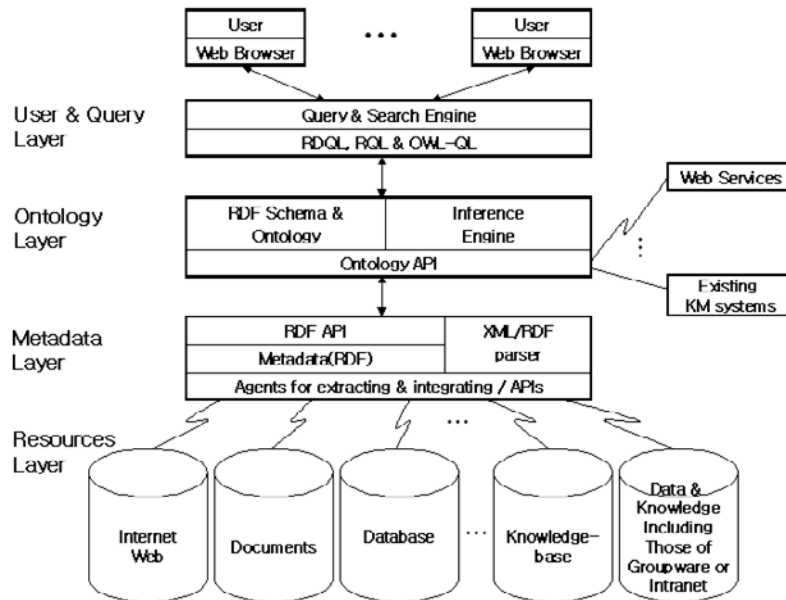 User
Web Browser
...
User
Web Browser
User & Query
Layer
Query & Search Engine
RDQL, RQL & OWL-QL
Web Services
Ontology
Layer
RDF Schema &
Ontology
Inference
Engine
Ontology API
...
Existing
KM systems
Metadata
Layer
RDF API
Metadata(RDF)
XML/RDF
parser
Agents for extracting & integrating / APIs
...
Resources
Layer
Internet
Web
Documents
Database
...
Knowledge-
base
Data &
Knowledge
Including
Those of
Groupware or
Intranet